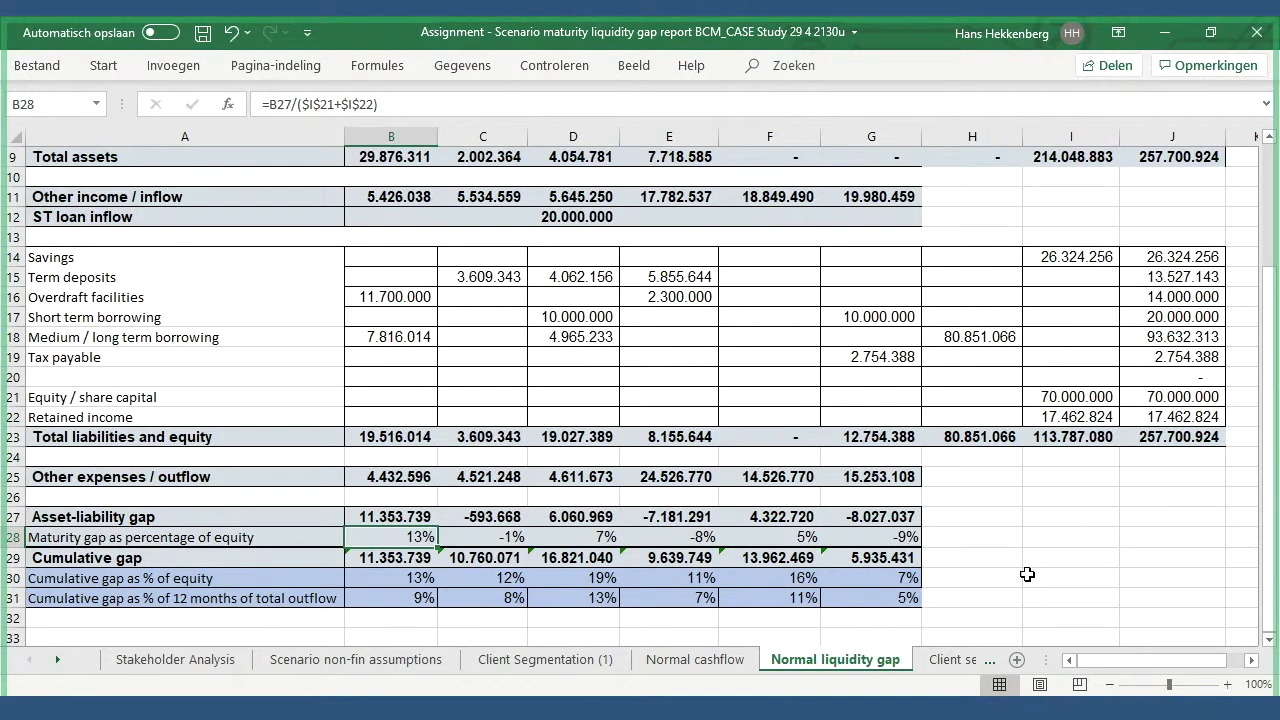 Automatisch opslaan Assignment - Scenario maturity liquidity gap report BCM_CASE Study 29 4 2130u Hans Hekkenberg HH
Bestand Start Invoegen Pagina-indeling Formules Gegevens Controleren Beeld Help Zoeken Delen Opmerkingen
B28 fx =B27/($I$21+$I$22)
A B C D E F G H I J K
9 Total assets 29.876.311 2.002.364 4.054.781 7.718.585 - - - 214.048.883 257.700.924
10
11 Other income / inflow 5.426.038 5.534.559 5.645.250 17.782.537 18.849.490 19.980.459
12 ST loan inflow 20.000.000
13
14 Savings 26.324.256 26.324.256
15 Term deposits 3.609.343 4.062.156 5.855.644 13.527.143
16 Overdraft facilities 11.700.000 2.300.000 14.000.000
17 Short term borrowing 10.000.000 10.000.000 20.000.000
18 Medium / long term borrowing 7.816.014 4.965.233 80.851.066 93.632.313
19 Tax payable 2.754.388 2.754.388
20 -
21 Equity / share capital 70.000.000 70.000.000
22 Retained income 17.462.824 17.462.824
23 Total liabilities and equity 19.516.014 3.609.343 19.027.389 8.155.644 - 12.754.388 80.851.066 113.787.080 257.700.924
24
25 Other expenses / outflow 4.432.596 4.521.248 4.611.673 24.526.770 14.526.770 15.253.108
26
27 Asset-liability gap 11.353.739 -593.668 6.060.969 -7.181.291 4.322.720 -8.027.037
28 Maturity gap as percentage of equity 13% -1% 7% -8% 5% -9%
29 Cumulative gap 11.353.739 10.760.071 16.821.040 9.639.749 13.962.469 5.935.431
30 Cumulative gap as % of equity 13% 12% 19% 11% 16% 7%
31 Cumulative gap as % of 12 months of total outflow 9% 8% 13% 7% 11% 5%
32
33
Stakeholder Analysis Scenario non-fin assumptions Client Segmentation (1) Normal cashflow Normal liquidity gap Client se ...
100%